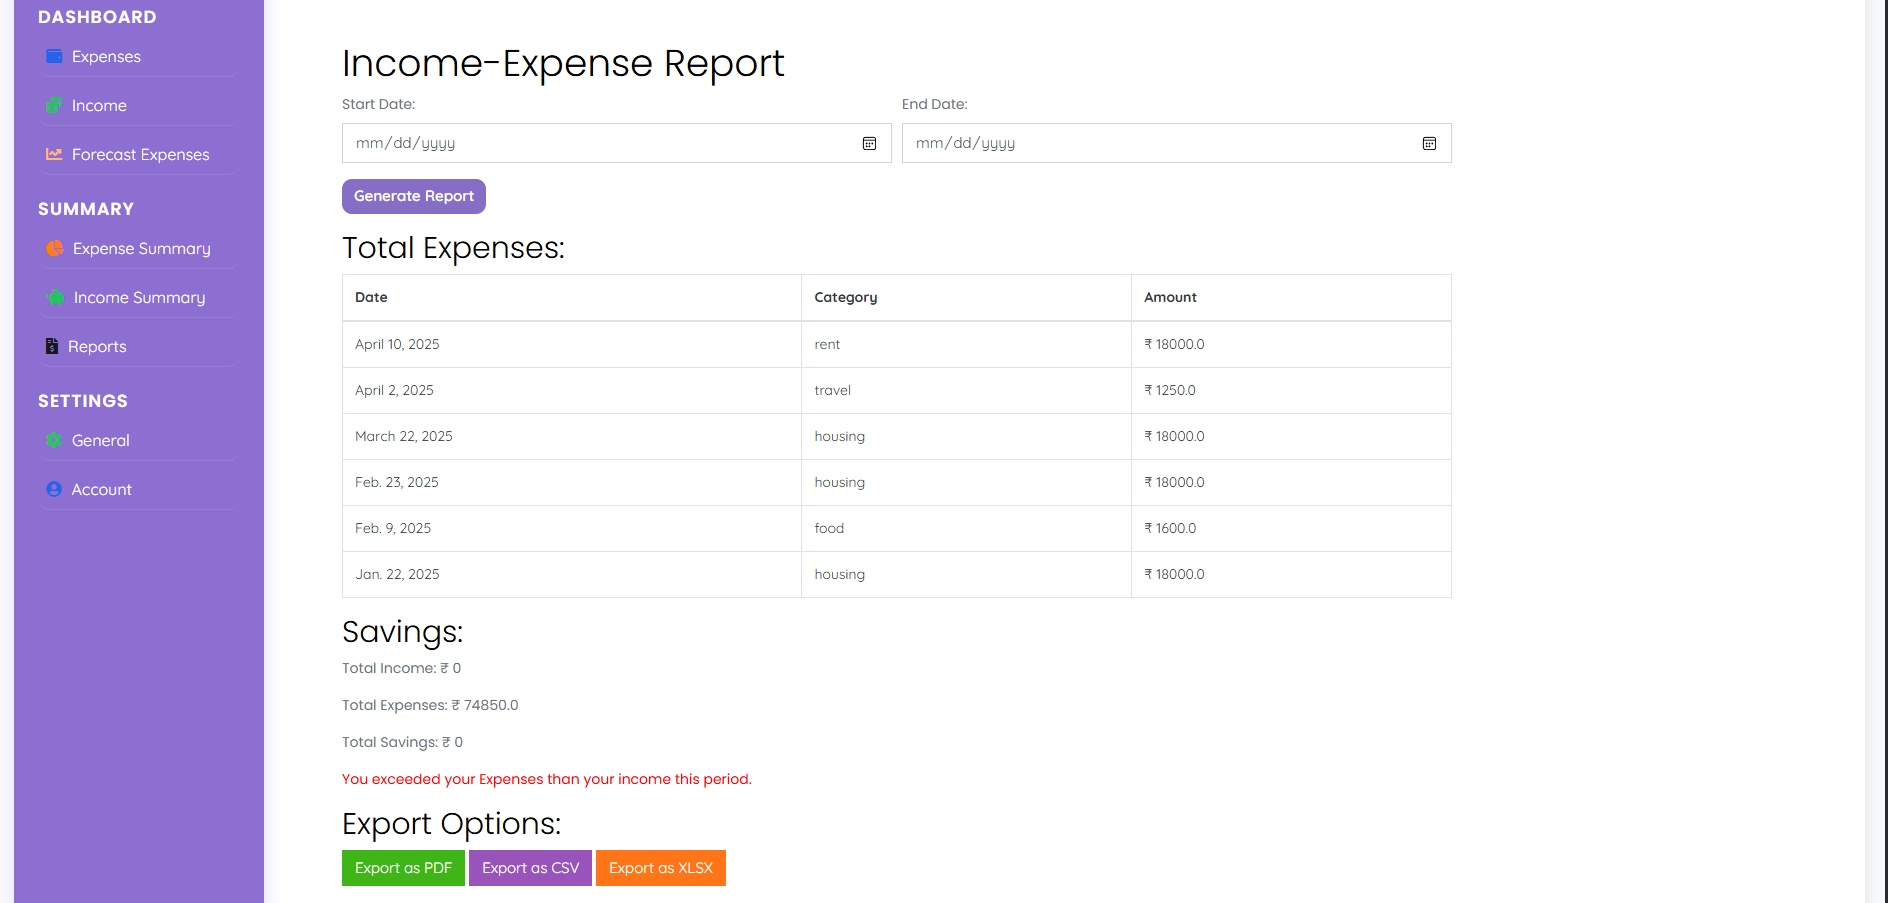 DASHBOARD
Expenses
Income
Forecast Expenses
SUMMARY
Expense Summary
Income Summary
Reports
SETTINGS
General
Account
Income-Expense Report
Start Date: End Date:
mm/dd/yyyy mm/dd/yyyy
Generate Report
Total Expenses:
Date Category Amount
April 10, 2025 rent ₹ 18000.0
April 2, 2025 travel ₹ 1250.0
March 22, 2025 housing ₹ 18000.0
Feb. 23, 2025 housing ₹ 18000.0
Feb. 9, 2025 food ₹ 1600.0
Jan. 22, 2025 housing ₹ 18000.0
Savings:
Total Income: ₹ 0
Total Expenses: ₹ 74850.0
Total Savings: ₹ 0
You exceeded your Expenses than your income this period.
Export Options:
Export as PDF Export as CSV Export as XLSX